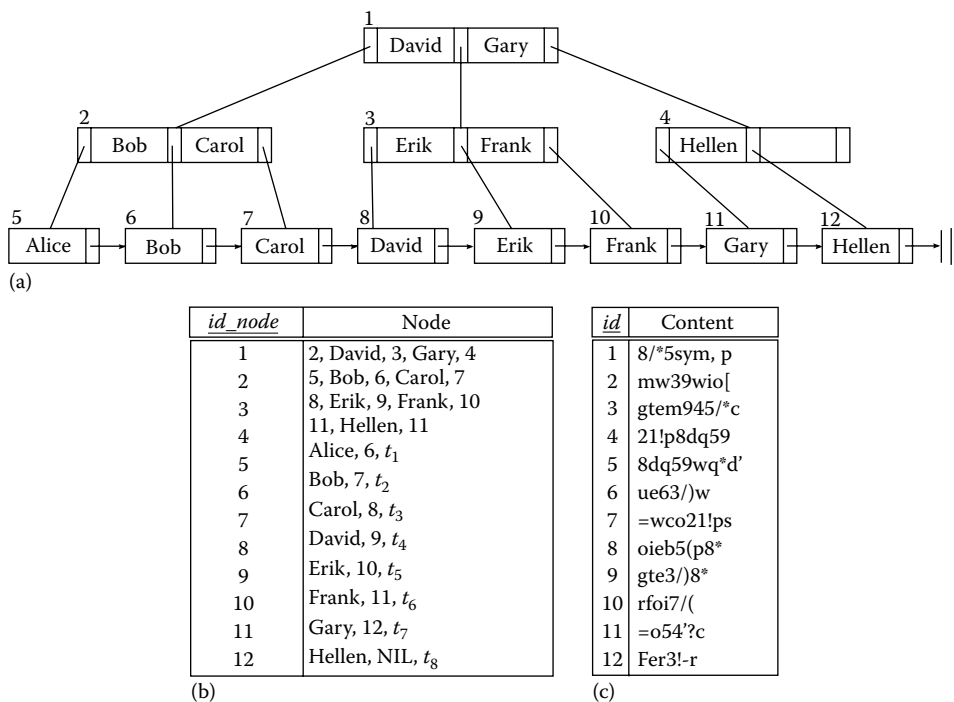 1
David Gary
2 3 4
Bob Carol Erik Frank Hellen
5 6 7 8 9 10 11 12
Alice Bob Carol David Erik Frank Gary Hellen
(a)
id_node Node
1 2, David, 3, Gary, 4
2 5, Bob, 6, Carol, 7
3 8, Erik, 9, Frank, 10
4 11, Hellen, 11
5 Alice, 6, t1
6 Bob, 7, t2
7 Carol, 8, t3
8 David, 9, t4
9 Erik, 10, t5
10 Frank, 11, t6
11 Gary, 12, t7
12 Hellen, NIL, t8
(b)
id Content
1 8/*5sym, p
2 mw39wio[
3 gtem945/*c
4 21!p8dq59
5 8dq59wq*d’
6 ue63/)w
7 =wco21!ps
8 oieb5(p8*
9 gte3/)8*
10 rfoi7/(
11 =o54’?c
12 Fer3!-r
(c)